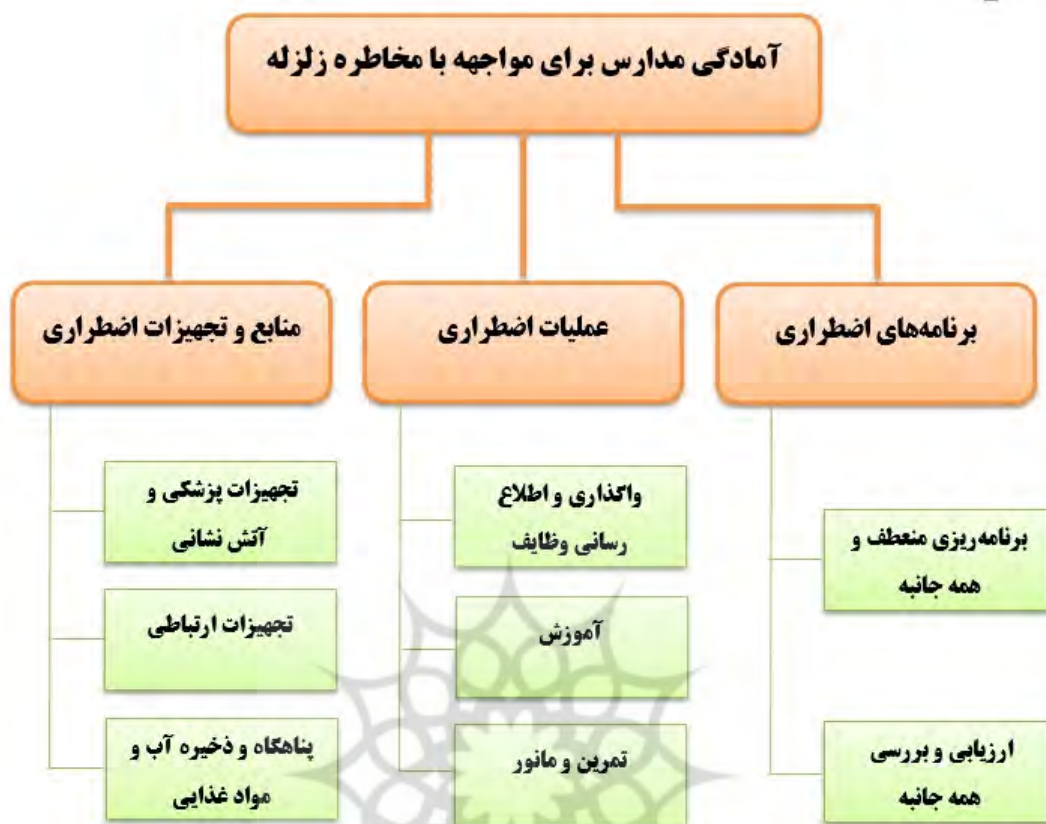 آمادگی مدارس برای مواجهه با مخاطره زلزله
برنامه‌های اضطراری
عملیات اضطراری
منابع و تجهیزات اضطراری
برنامه‌ریزی منعطف و
همه جانبه
ارزیابی و بررسی
همه جانبه
واگذاری و اطلاع
رسانی وظایف
آموزش
تمرین و مانور
تجهیزات پزشکی و
آتش نشانی
تجهیزات ارتباطی
پناهگاه و ذخیره آب و
مواد غذایی